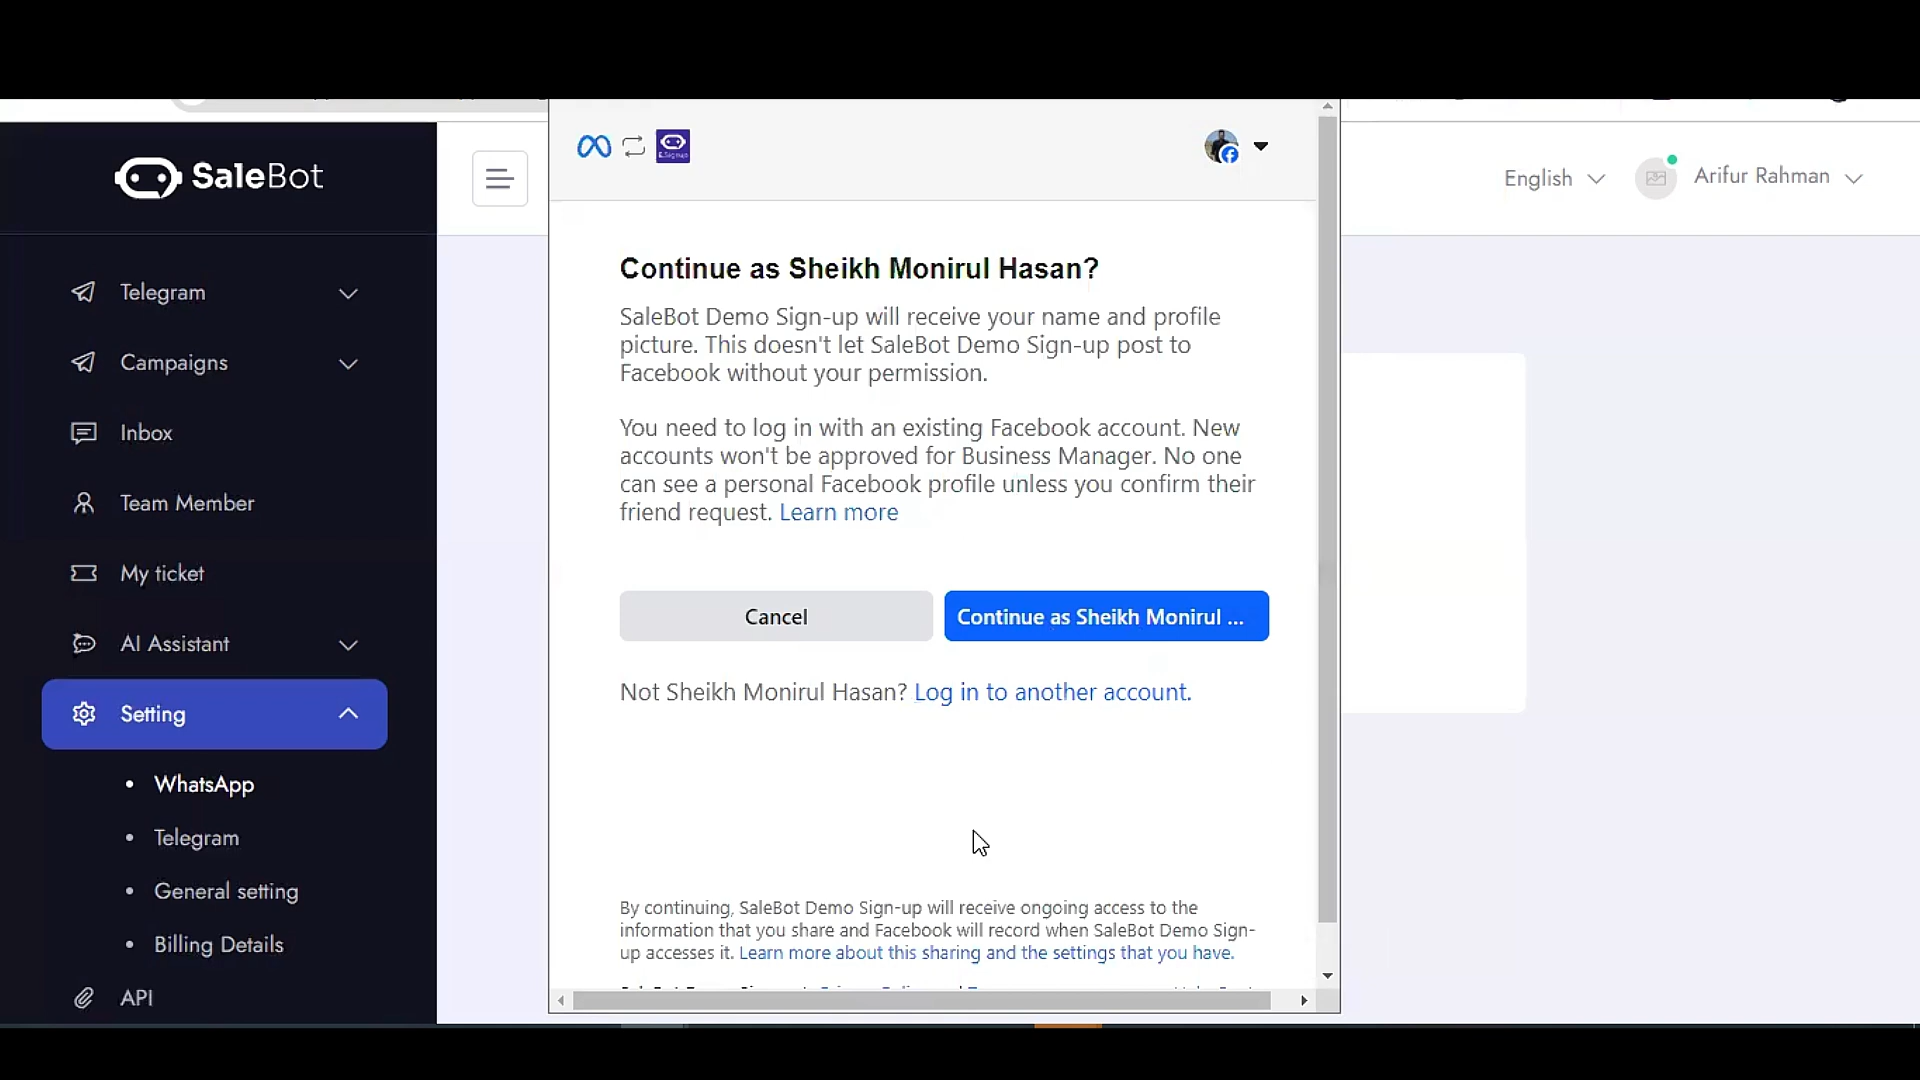 SaleBot
Telegram
Campaigns
Inbox
Team Member
My ticket
AI Assistant
Setting
WhatsApp
Telegram
General setting
Billing Details
API
Continue as Sheikh Monirul Hasan?
SaleBot Demo Sign-up will receive your name and profile
picture. This doesn't let SaleBot Demo Sign-up post to
Facebook without your permission.
You need to log in with an existing Facebook account. New
accounts won't be approved for Business Manager. No one
can see a personal Facebook profile unless you confirm their
friend request. Learn more
Cancel
Continue as Sheikh Monirul ...
Not Sheikh Monirul Hasan? Log in to another account.
By continuing, SaleBot Demo Sign-up will receive ongoing access to the
information that you share and Facebook will record when SaleBot Demo Sign-
up accesses it. Learn more about this sharing and the settings that you have.
English
Arifur Rahman